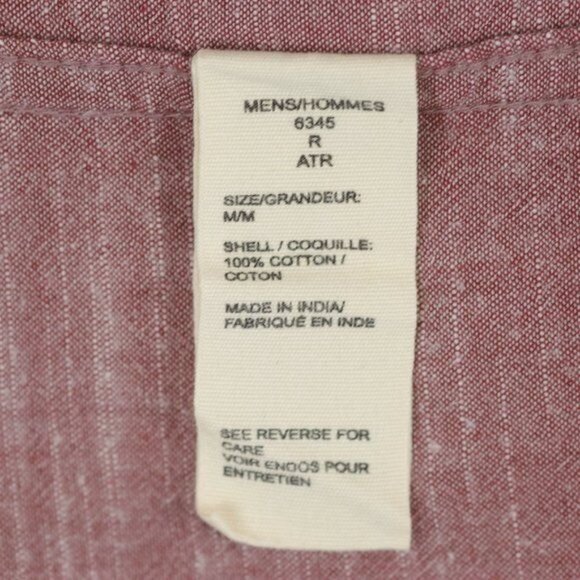 MENS/HOMMES
6345
R
ATR
SIZE/GRANDEUR:
M/M
SHELL / COQUILLE:
100% COTTON /
COTON
MADE IN INDIA/
FABRIQUÉ EN INDE
SEE REVERSE FOR
CARE
VOIR ENDOS POUR
ENTRETIEN